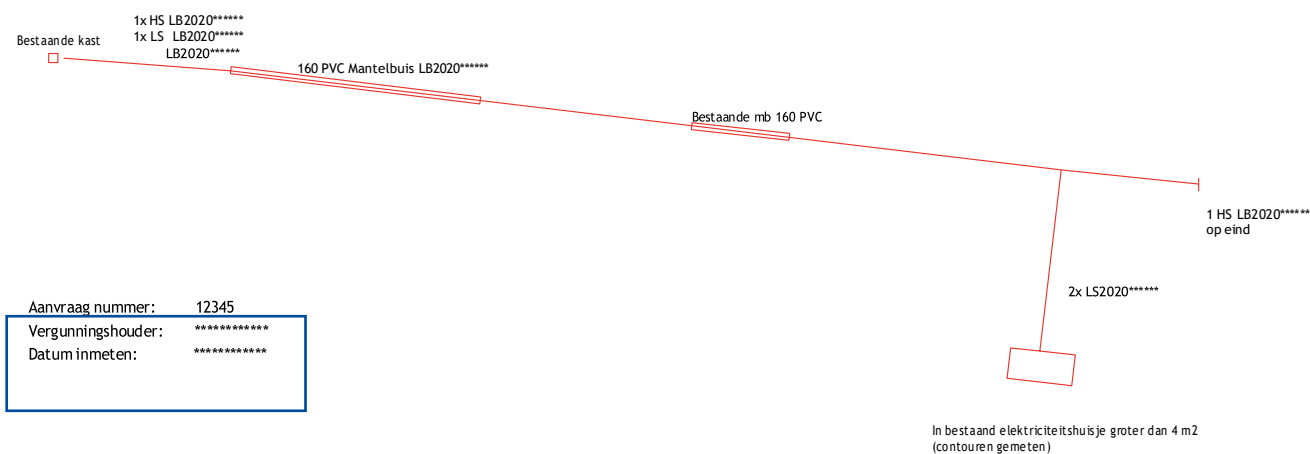 1x HS LB2020******
Bestaande kast
1x LS LB2020******
LB2020******
160 PVC Mantelbuis LB2020******
Bestaande mb 160 PVC
1 HS LB2020******
op eind
2x LS2020******
Aanvraag nummer: 12345
Vergunningshouder: ************
Datum inmeten: ************
In bestaand elektriciteitshuisje groter dan 4 m2
(contouren gemeten)